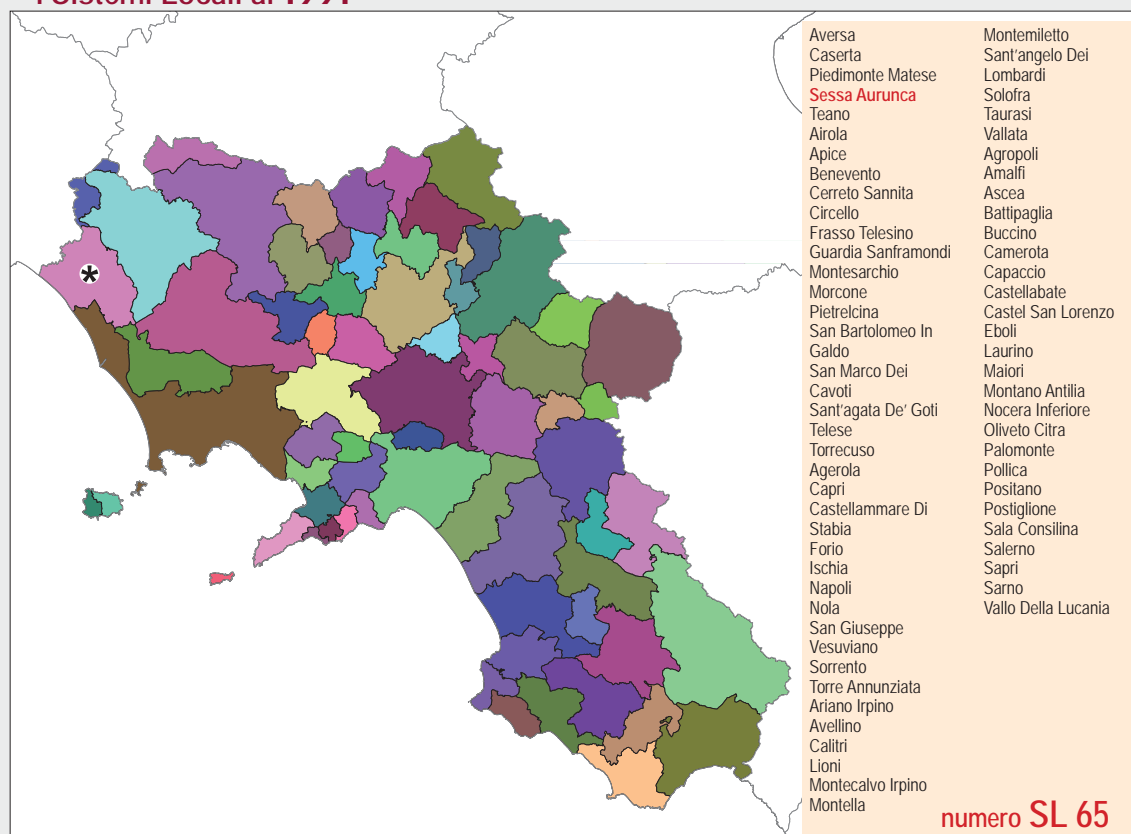 i Sistemi Locali al 1991
Aversa
Caserta
Piedimonte Matese
Sessa Aurunca
Teano
Airola
Apice
Benevento
Cerreto Sannita
Circello
Frasso Telesino
Guardia Sanframondi
Montesarchio
Morcone
Pietrelcina
San Bartolomeo In
Galdo
San Marco Dei
Cavoti
Sant'agata De' Goti
Telese
Torrecuso
Agerola
Capri
Castellammare Di
Stabia
Forio
Ischia
Napoli
Nola
San Giuseppe
Vesuviano
Sorrento
Torre Annunziata
Ariano Irpino
Avellino
Calitri
Lioni
Montecalvo Irpino
Montella
Montemiletto
Sant'angelo Dei
Lombardi
Solofra
Taurasi
Vallata
Agropoli
Amalfi
Ascea
Battipaglia
Buccino
Camerota
Capaccio
Castellabate
Castel San Lorenzo
Eboli
Laurino
Maiori
Montano Antilia
Nocera Inferiore
Oliveto Citra
Palomonte
Pollica
Positano
Postiglione
Sala Consilina
Salerno
Sapri
Sarno
Vallo Della Lucania
numero SL 65
*